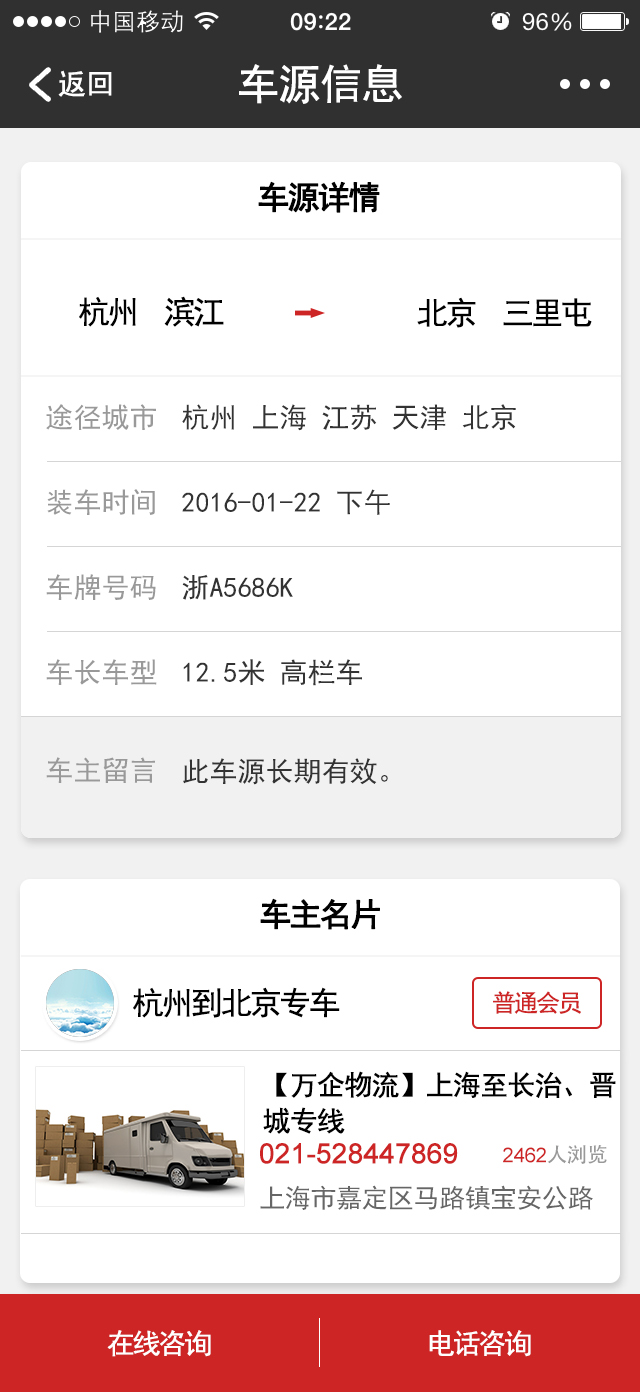 中国移动 09:22 96%
返回 车源信息
车源详情
杭州 滨江 北京 三里屯
途径城市 杭州 上海 江苏 天津 北京
装车时间 2016-01-22 下午
车牌号码 浙A5686K
车长车型 12.5米 高栏车
车主留言 此车源长期有效。
车主名片
杭州到北京专车 普通会员
【万企物流】上海至长治、晋
城专线
021-528447869 2462人浏览
上海市嘉定区马路镇宝安公路
在线咨询 电话咨询